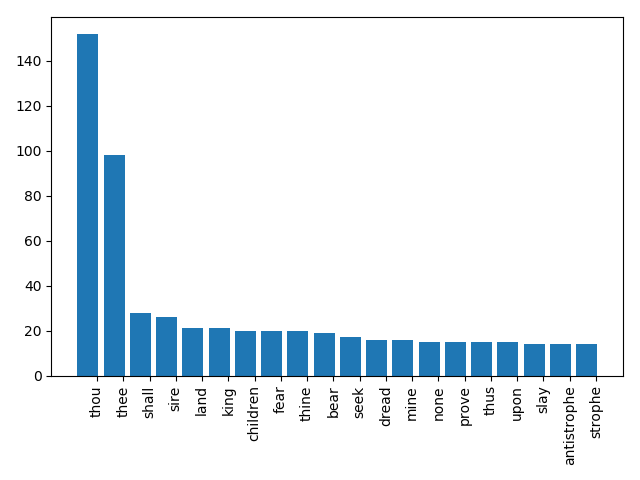 140
120
100
80
60
40
20
0
thou
thee
shall
sire
land
king
children
fear
thine
bear
seek
dread
mine
none
prove
thus
upon
slay
antistrophe
strophe